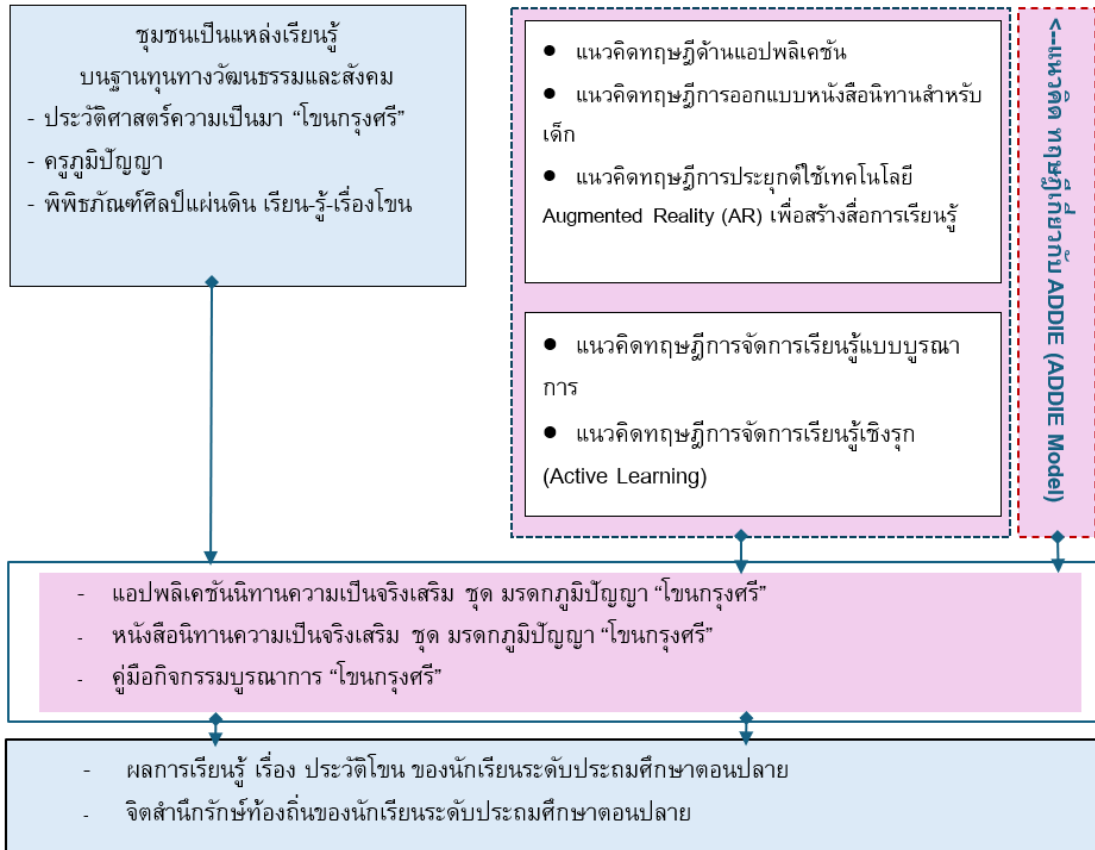 ชุมชนเป็นแหล่งเรียนรู้
บนฐานทุนทางวัฒนธรรมและสังคม
- ประวัติศาสตร์ความเป็นมา “โขนกรุงศรี”
- ครูภูมิปัญญา
- พิพิธภัณฑ์ศิลป์แผ่นดิน เรียน-รู้-เรื่องโขน
● แนวคิดทฤษฎีด้านแอปพลิเคชัน
● แนวคิดทฤษฎีการออกแบบหนังสือนิทานสำหรับ
เด็ก
● แนวคิดทฤษฎีการประยุกต์ใช้เทคโนโลยี
Augmented Reality (AR) เพื่อสร้างสื่อการเรียนรู้
● แนวคิดทฤษฎีการจัดการเรียนรู้แบบบูรณา
การ
● แนวคิดทฤษฎีการจัดการเรียนรู้เชิงรุก
(Active Learning)
<--แนวคิด ทฤษฎีเกี่ยวกับ ADDIE (ADDIE Model)
- แอปพลิเคชันนิทานความเป็นจริงเสริม ชุด มรดกภูมิปัญญา “โขนกรุงศรี”
- หนังสือนิทานความเป็นจริงเสริม ชุด มรดกภูมิปัญญา “โขนกรุงศรี”
- คู่มือกิจกรรมบูรณาการ “โขนกรุงศรี”
- ผลการเรียนรู้ เรื่อง ประวัติโขน ของนักเรียนระดับประถมศึกษาตอนปลาย
- จิตสำนึกรักษ์ท้องถิ่นของนักเรียนระดับประถมศึกษาตอนปลาย